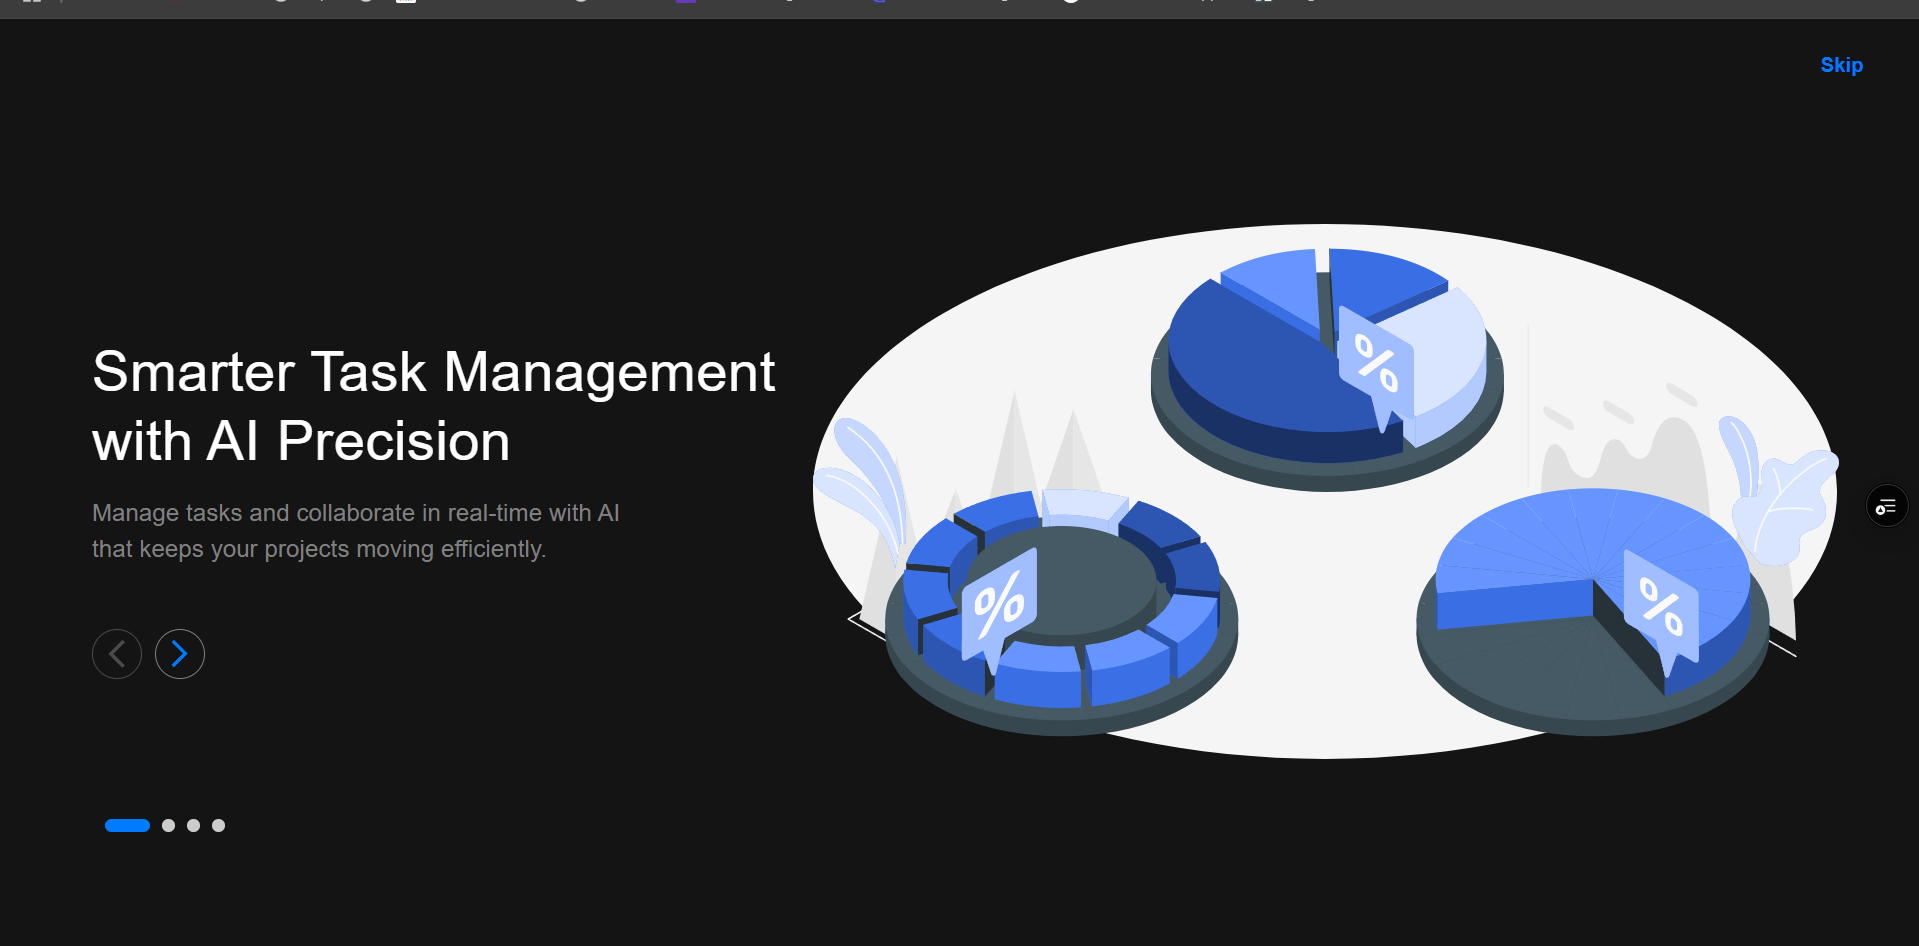 Skip
Smarter Task Management
with AI Precision
Manage tasks and collaborate in real-time with AI
that keeps your projects moving efficiently.
%
%
%